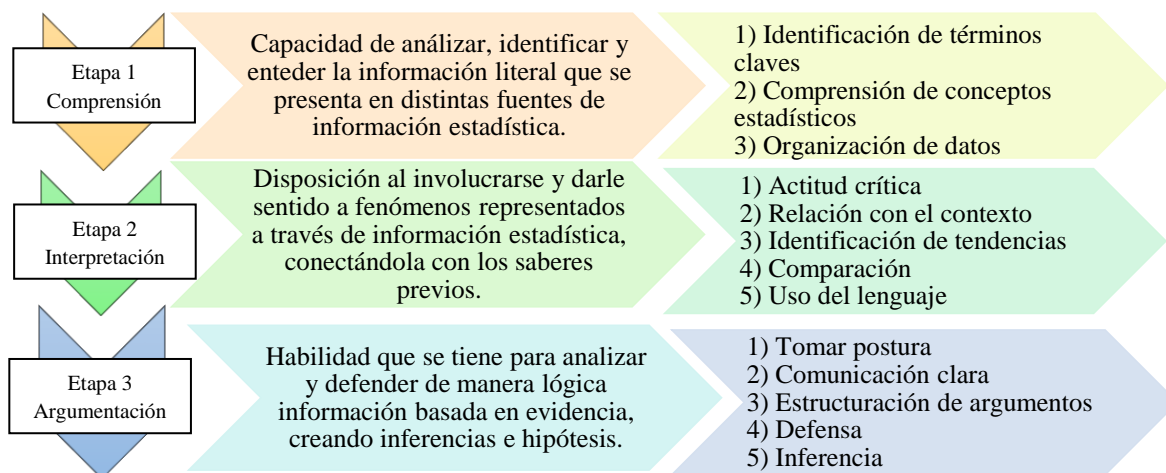 Etapa 1
Comprensión
Capacidad de análizar, identificar y
enteder la información literal que se
presenta en distintas fuentes de
información estadística.
1) Identificación de términos
claves
2) Comprensión de conceptos
estadísticos
3) Organización de datos
Etapa 2
Interpretación
Disposición al involucrarse y darle
sentido a fenómenos representados
a través de información estadística,
conectándola con los saberes
previos.
1) Actitud crítica
2) Relación con el contexto
3) Identificación de tendencias
4) Comparación
5) Uso del lenguaje
Etapa 3
Argumentación
Habilidad que se tiene para analizar
y defender de manera lógica
información basada en evidencia,
creando inferencias e hipótesis.
1) Tomar postura
2) Comunicación clara
3) Estructuración de argumentos
4) Defensa
5) Inferencia